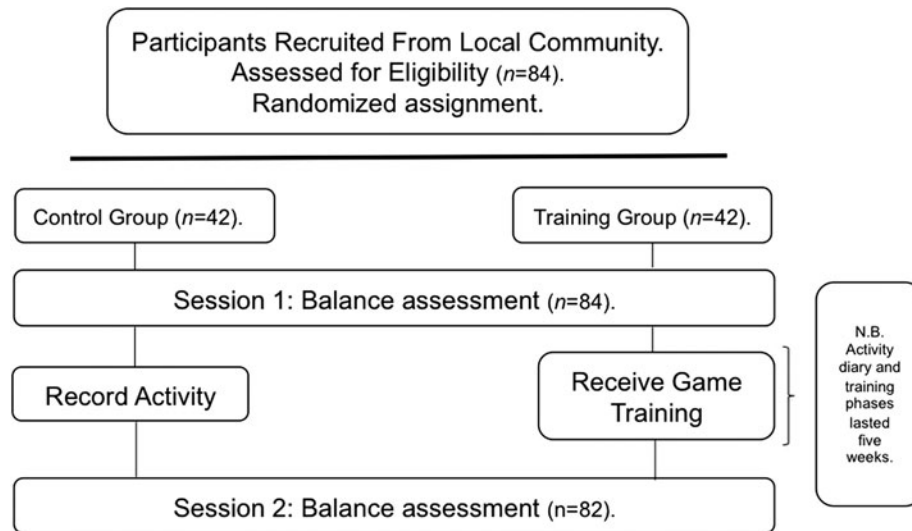 Participants Recruited From Local Community.
Assessed for Eligibility (n=84).
Randomized assignment.
Control Group (n=42).
Training Group (n=42).
Session 1: Balance assessment (n=84).
Record Activity
Receive Game
Training
N.B.
Activity
diary and
training
phases
lasted
five
weeks.
Session 2: Balance assessment (n=82).